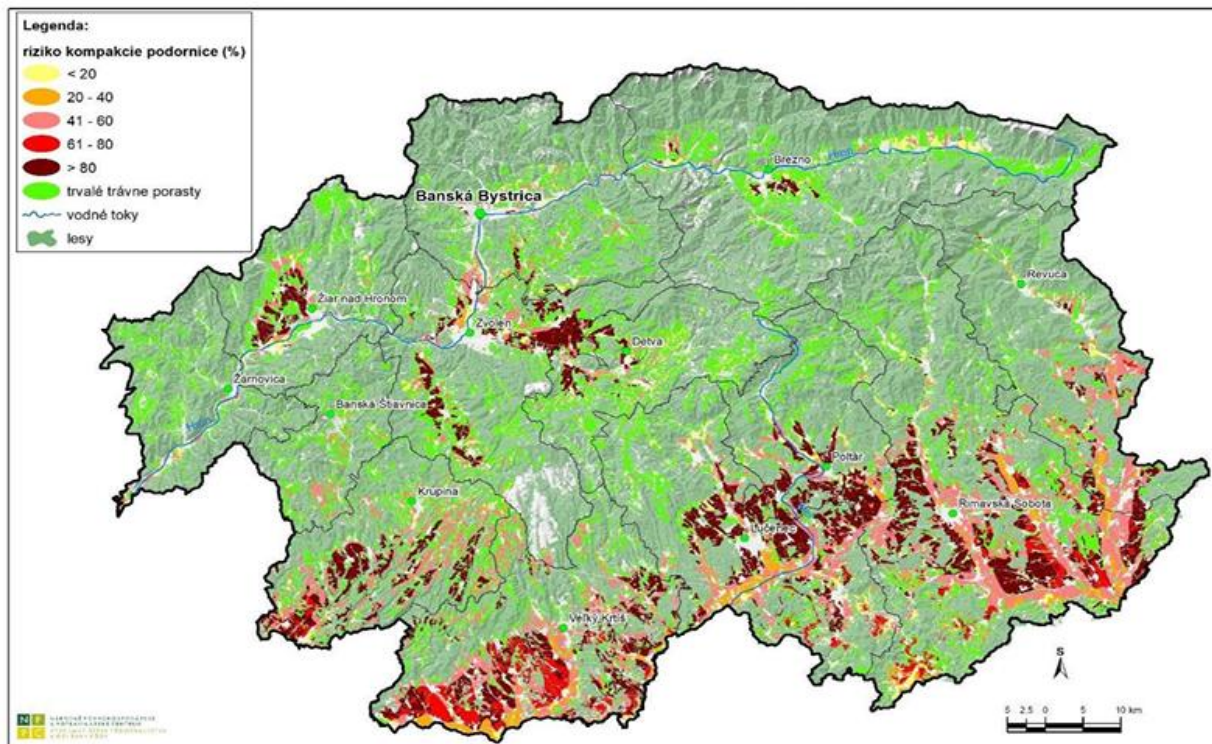 Legenda:
riziko kompakcie podornice (%)
< 20
20 - 40
41 - 60
61 - 80
> 80
trvalé trávne porasty
vodné toky
lesy
Brezno
Hron
Banská Bystrica
Revúca
Žiar nad Hronom
Zvolen
Detva
Žarnovica
Banská Štiavnica
Hron
Poltár
Krupina
Rimavská Sobota
Lučenec
Veľký Krtíš
S
5 2.5 0 5 10 km
N P
P C